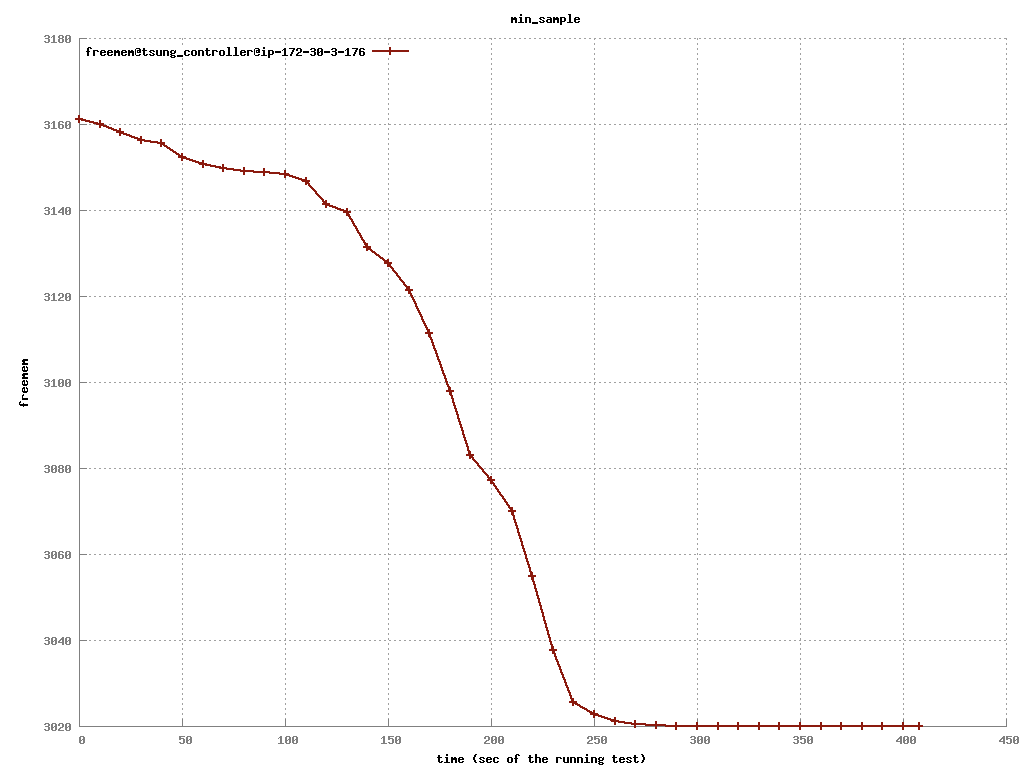 min_sample
freemem@tsung_controller@ip-172-30-3-176
3180
3160
3140
3120
3100
3080
3060
3040
3020
freemem
0 50 100 150 200 250 300 350 400 450
time (sec of the running test)